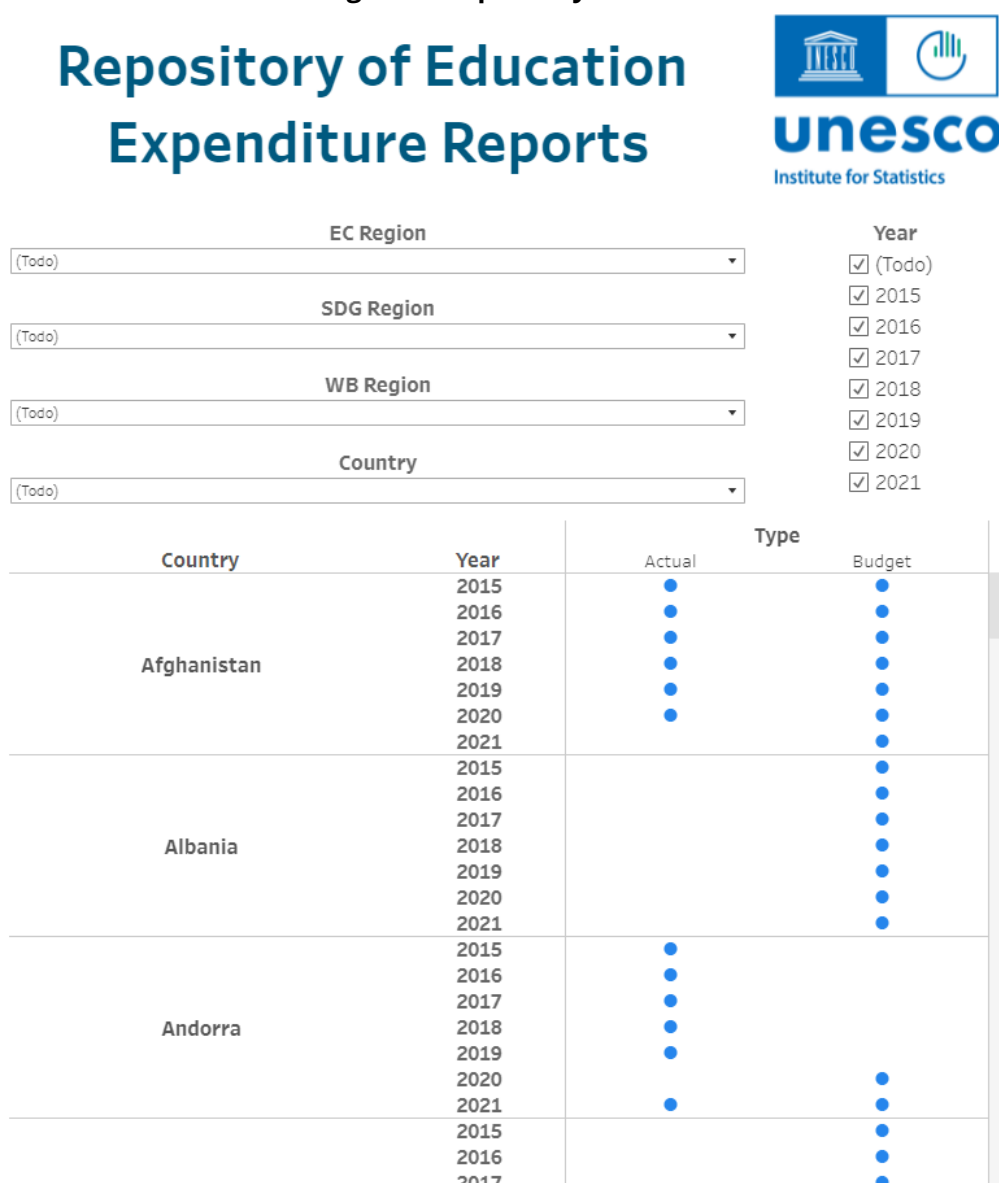 Repository of Education
Expenditure Reports
UNESCO
unesco
Institute for Statistics
EC Region
(Todo)
SDG Region
(Todo)
WB Region
(Todo)
Country
(Todo)
Year
(Todo)
2015
2016
2017
2018
2019
2020
2021
Type
Country Year Actual Budget
2015
2016
2017
Afghanistan 2018
2019
2020
2021
2015
2016
2017
Albania 2018
2019
2020
2021
2015
2016
2017
Andorra 2018
2019
2020
2021
2015
2016
2017